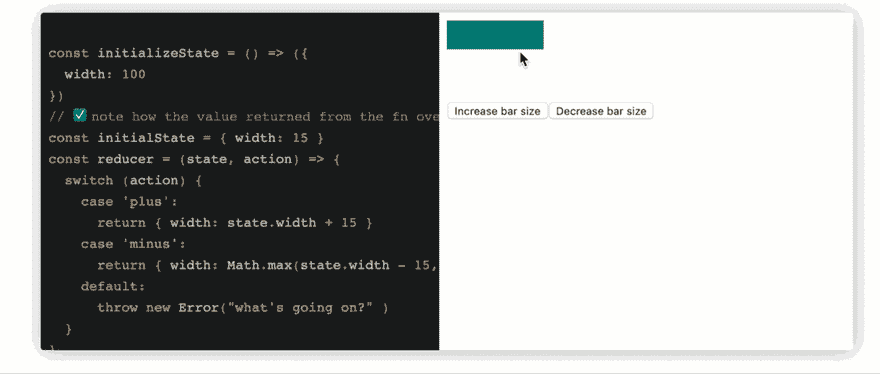 const initializeState = () => ({
  width: 100
})
// ✅ note how the value returned from the fn ove
const initialState = { width: 15 }
const reducer = (state, action) => {
  switch (action) {
    case 'plus':
      return { width: state.width + 15 }
    case 'minus':
      return { width: Math.max(state.width - 15,
    default:
      throw new Error("what's going on?" )
  }
Increase bar size Decrease bar size